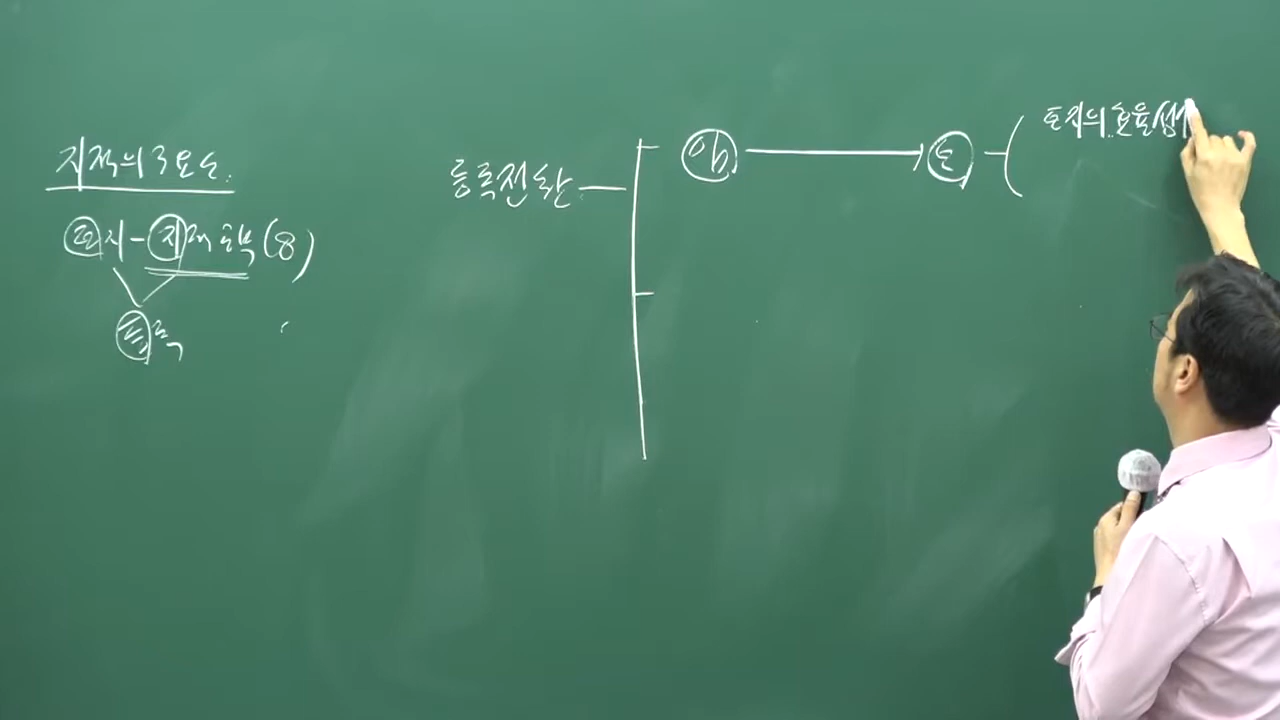 지적의 3요소
토지-지적공부(8)
등록
등록전환
임
토
토지의 효율성